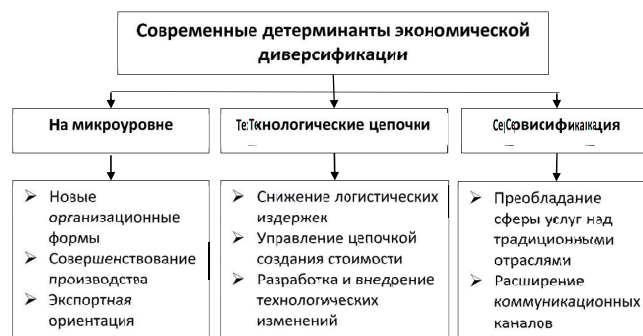 Современные детерминанты экономической
диверсификации
На микроуровне
Технологические цепочки
Сервисификация
➢ Новые
организационные
формы
➢ Совершенствование
производства
➢ Экспортная
ориентация
➢ Снижение логистических
издержек
➢ Управление цепочкой
создания стоимости
➢ Разработка и внедрение
технологических
изменений
➢ Преобладание
сферы услуг над
традиционными
отраслями
➢ Расширение
коммуникационных
каналов